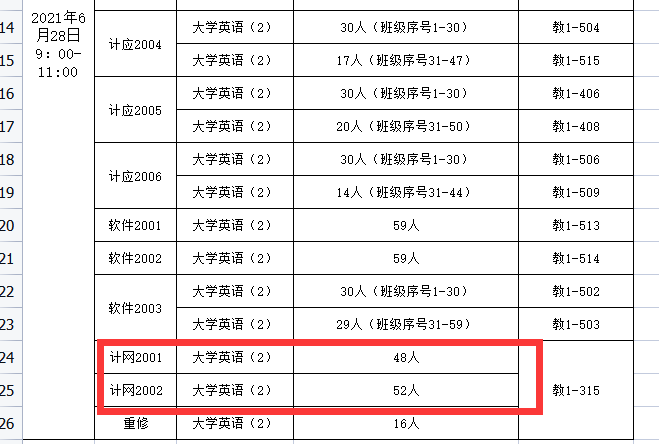 2021年6
月28日
9：00-
11:00
14 计应2004 大学英语（2） 30人（班级序号1-30） 教1-504
15 大学英语（2） 17人（班级序号31-47） 教1-515
16 计应2005 大学英语（2） 30人（班级序号1-30） 教1-406
17 大学英语（2） 20人（班级序号31-50） 教1-408
18 计应2006 大学英语（2） 30人（班级序号1-30） 教1-506
19 大学英语（2） 14人（班级序号31-44） 教1-509
20 软件2001 大学英语（2） 59人 教1-513
21 软件2002 大学英语（2） 59人 教1-514
22 软件2003 大学英语（2） 30人（班级序号1-30） 教1-502
23 大学英语（2） 29人（班级序号31-59） 教1-503
24 计网2001 大学英语（2） 48人 教1-315
25 计网2002 大学英语（2） 52人
26 重修 大学英语（2） 16人